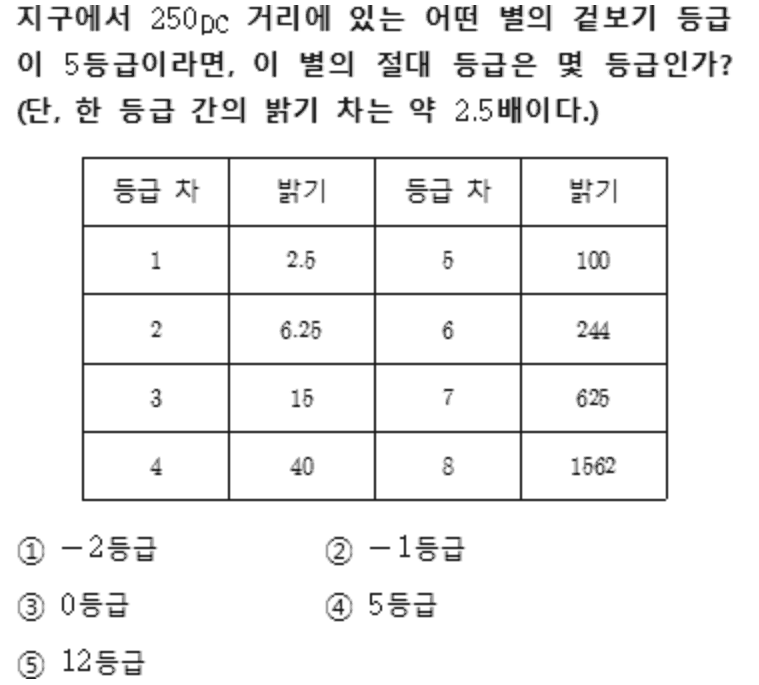 지구에서 250pc 거리에 있는 어떤 별의 겉보기 등급
이 5등급이라면, 이 별의 절대 등급은 몇 등급인가?
(단, 한 등급 간의 밝기 차는 약 2.5배이다.)
등급 차 밝기 등급 차 밝기
1 2.5 5 100
2 6.25 6 244
3 15 7 625
4 40 8 1562
① －2등급 ② －1등급
③ 0등급 ④ 5등급
⑤ 12등급